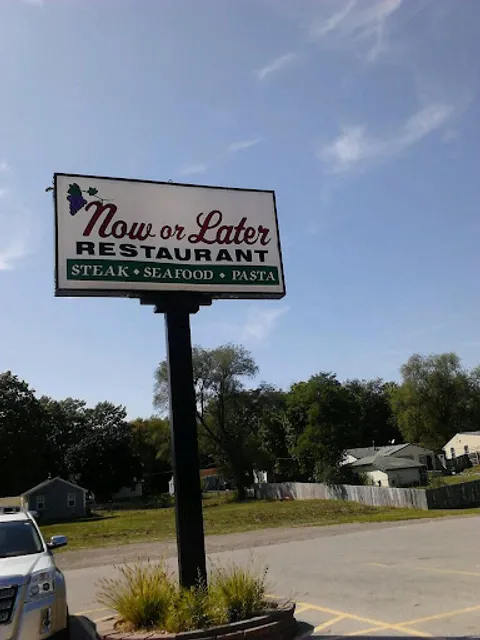 Now or Later
RESTAURANT
STEAK • SEAFOOD • PASTA